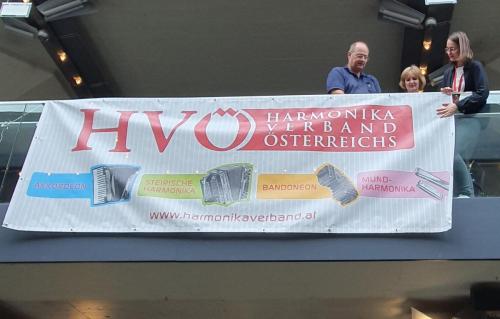 HVÖ
HARMONIKA
VERBAND
ÖSTERREICHS
AKKORDEON
STEIRISCHE
HARMONIKA
BANDONEON
MUND-
HARMONIKA
www.harmonikaverband.at